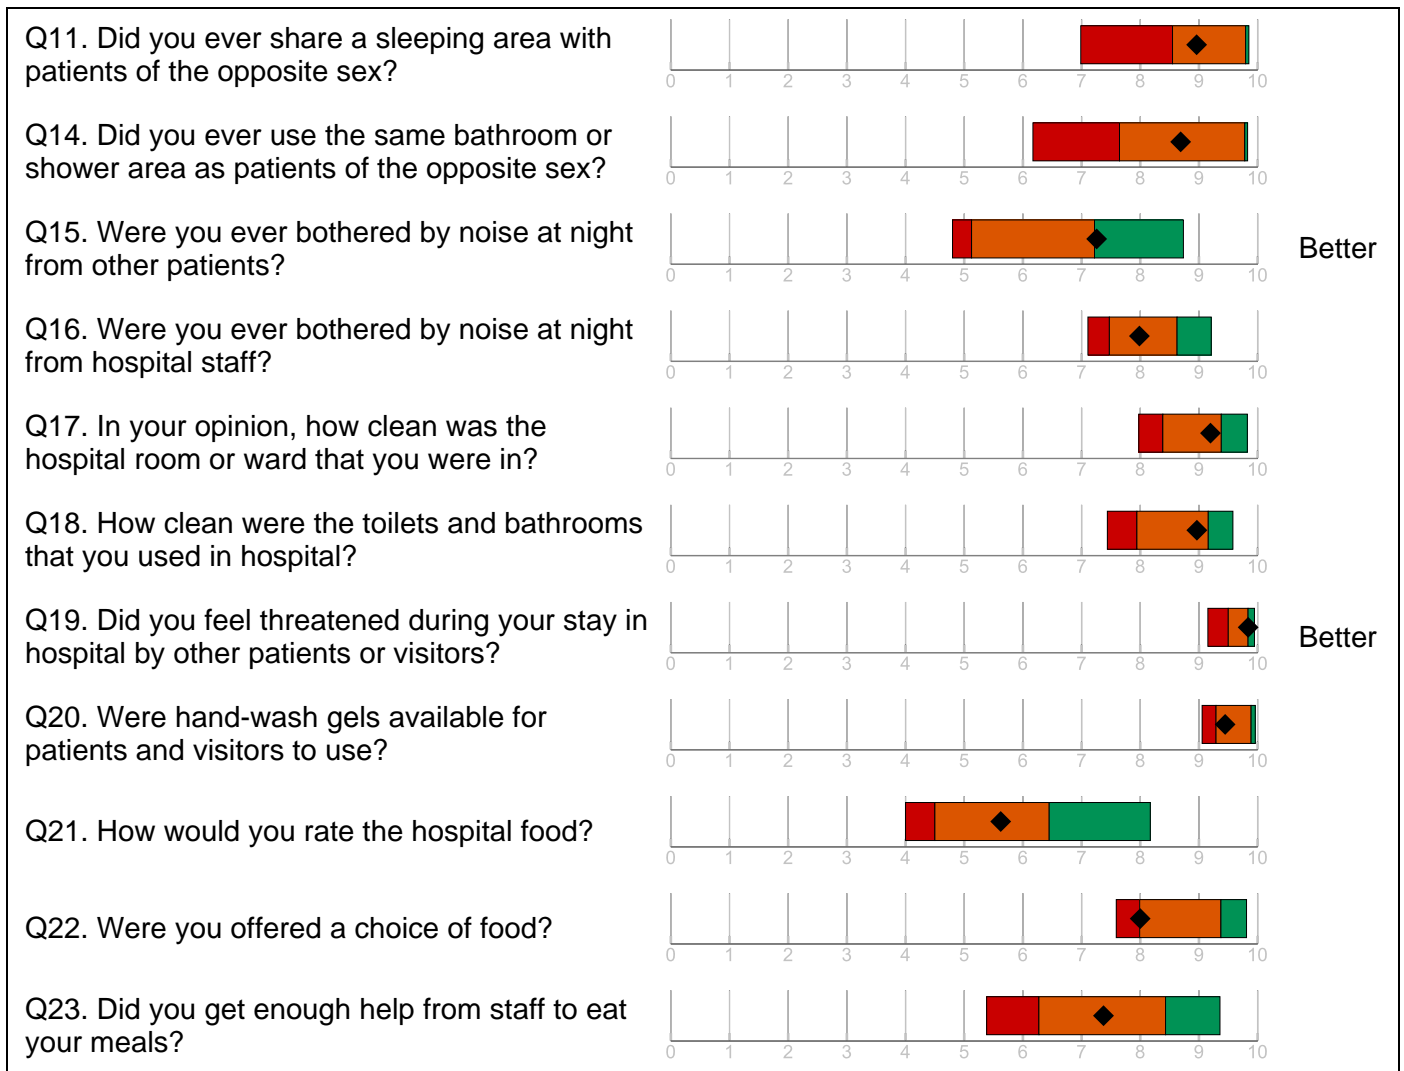 Q11. Did you ever share a sleeping area with
patients of the opposite sex?
0 1 2 3 4 5 6 7 8 9 10
Q14. Did you ever use the same bathroom or
shower area as patients of the opposite sex?
0 1 2 3 4 5 6 7 8 9 10
Q15. Were you ever bothered by noise at night
from other patients?
Better
0 1 2 3 4 5 6 7 8 9 10
Q16. Were you ever bothered by noise at night
from hospital staff?
0 1 2 3 4 5 6 7 8 9 10
Q17. In your opinion, how clean was the
hospital room or ward that you were in?
0 1 2 3 4 5 6 7 8 9 10
Q18. How clean were the toilets and bathrooms
that you used in hospital?
0 1 2 3 4 5 6 7 8 9 10
Q19. Did you feel threatened during your stay in
hospital by other patients or visitors?
Better
0 1 2 3 4 5 6 7 8 9 10
Q20. Were hand-wash gels available for
patients and visitors to use?
0 1 2 3 4 5 6 7 8 9 10
Q21. How would you rate the hospital food?
0 1 2 3 4 5 6 7 8 9 10
Q22. Were you offered a choice of food?
0 1 2 3 4 5 6 7 8 9 10
Q23. Did you get enough help from staff to eat
your meals?
0 1 2 3 4 5 6 7 8 9 10